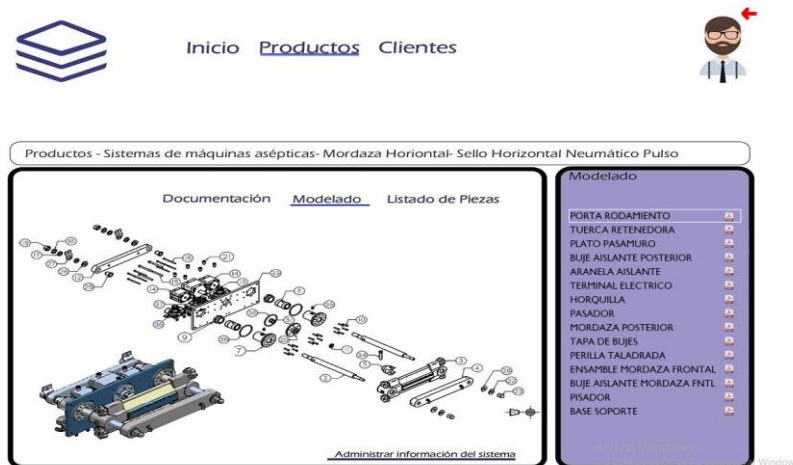 Inicio Productos Clientes
Productos - Sistemas de máquinas asépticas- Mordaza Horiontal- Sello Horizontal Neumático Pulso
Documentación Modelado Listado de Piezas
Administrar información del sistema
Modelado
PORTA RODAMIENTO
TUERCA RETENEDORA
PLATO PASAMURO
BUJE AISLANTE POSTERIOR
ARANELA AISLANTE
TERMINAL ELECTRICO
HORQUILLA
PASADOR
MORDAZA POSTERIOR
TAPA DE BUJES
PERILLA TALADRADA
ENSAMBLE MORDAZA FRONTAL
BUJE AISLANTE MORDAZA FNTL
PISADOR
BASE SOPORTE